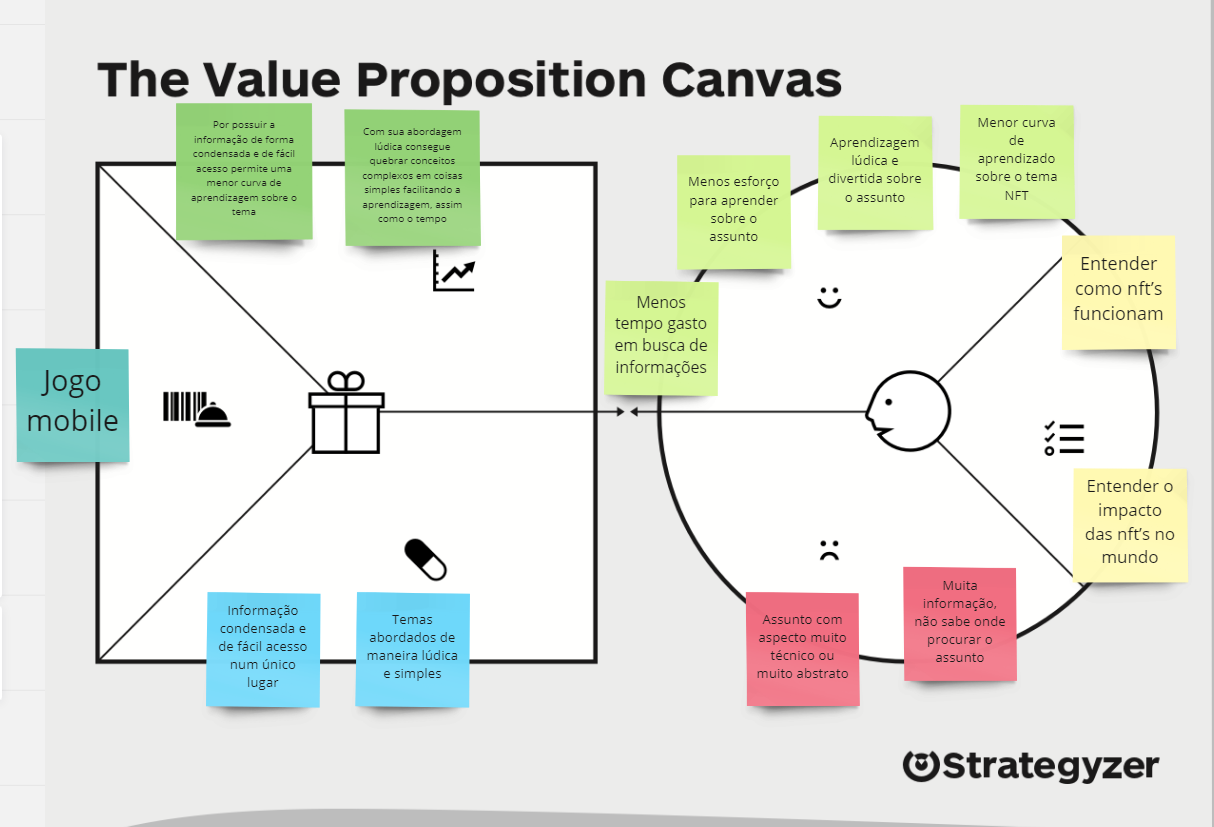 The Value Proposition Canvas
Por possuir a
informação de forma
condensada e de fácil
acesso permite uma
menor curva de
aprendizagem sobre o
tema
Com sua abordagem
lúdica consegue
quebrar conceitos
complexos em coisas
simples facilitando a
aprendizagem, assim
como o tempo
Jogo
mobile
Informação
condensada e
de fácil acesso
num único
lugar
Temas
abordados de
maneira lúdica
e simples
Menos
tempo gasto
em busca de
informações
Menos esforço
para aprender
sobre o
assunto
Aprendizagem
lúdica e
divertida sobre
o assunto
Menor curva
de
aprendizado
sobre o tema
NFT
Entender
como nft's
funcionam
Entender o
impacto
das nft's no
mundo
Assunto com
aspecto muito
técnico ou
muito abstrato
Muita
informação,
não sabe onde
procurar o
assunto
Strategyzer